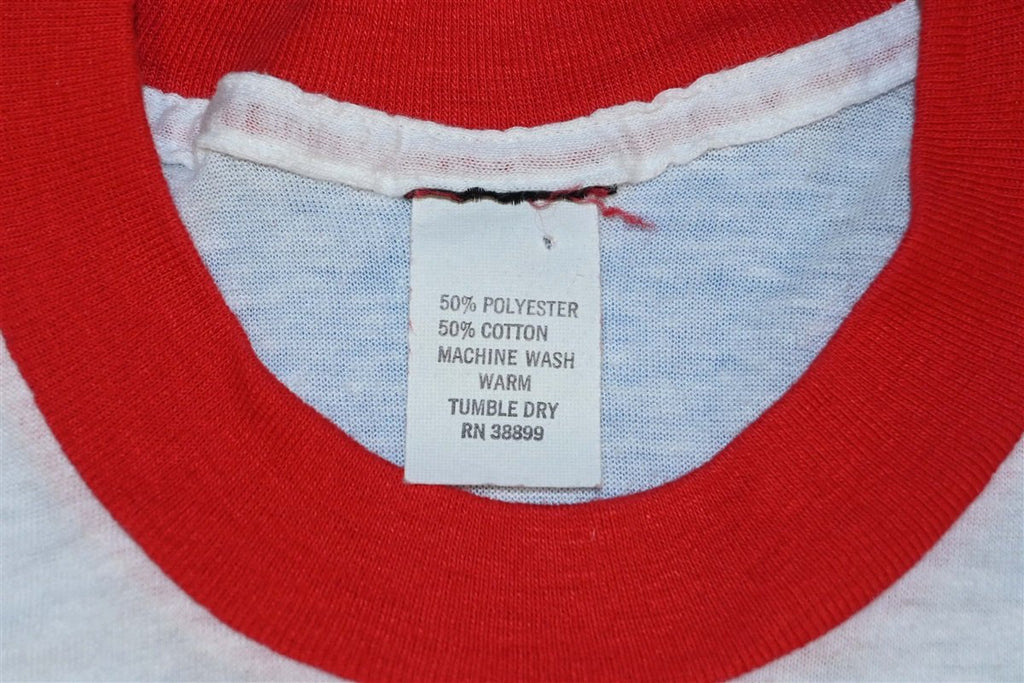 50% POLYESTER
50% COTTON
MACHINE WASH
WARM
TUMBLE DRY
RN 38899